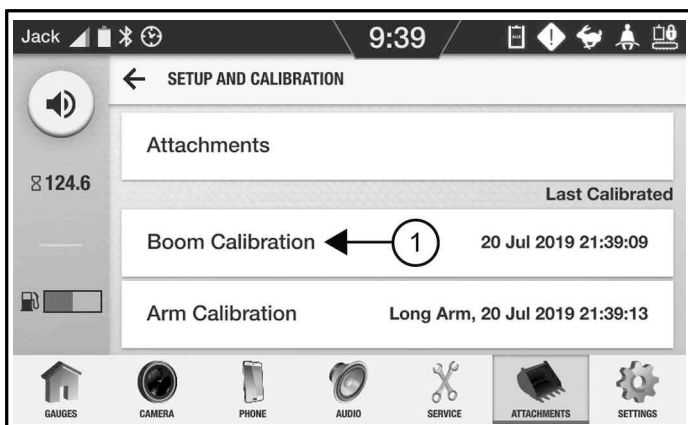 Jack 9:39
SETUP AND CALIBRATION
Attachments
124.6
Last Calibrated
Boom Calibration 1 20 Jul 2019 21:39:09
Arm Calibration Long Arm, 20 Jul 2019 21:39:13
GAUGES CAMERA PHONE AUDIO SERVICE ATTACHMENTS SETTINGS